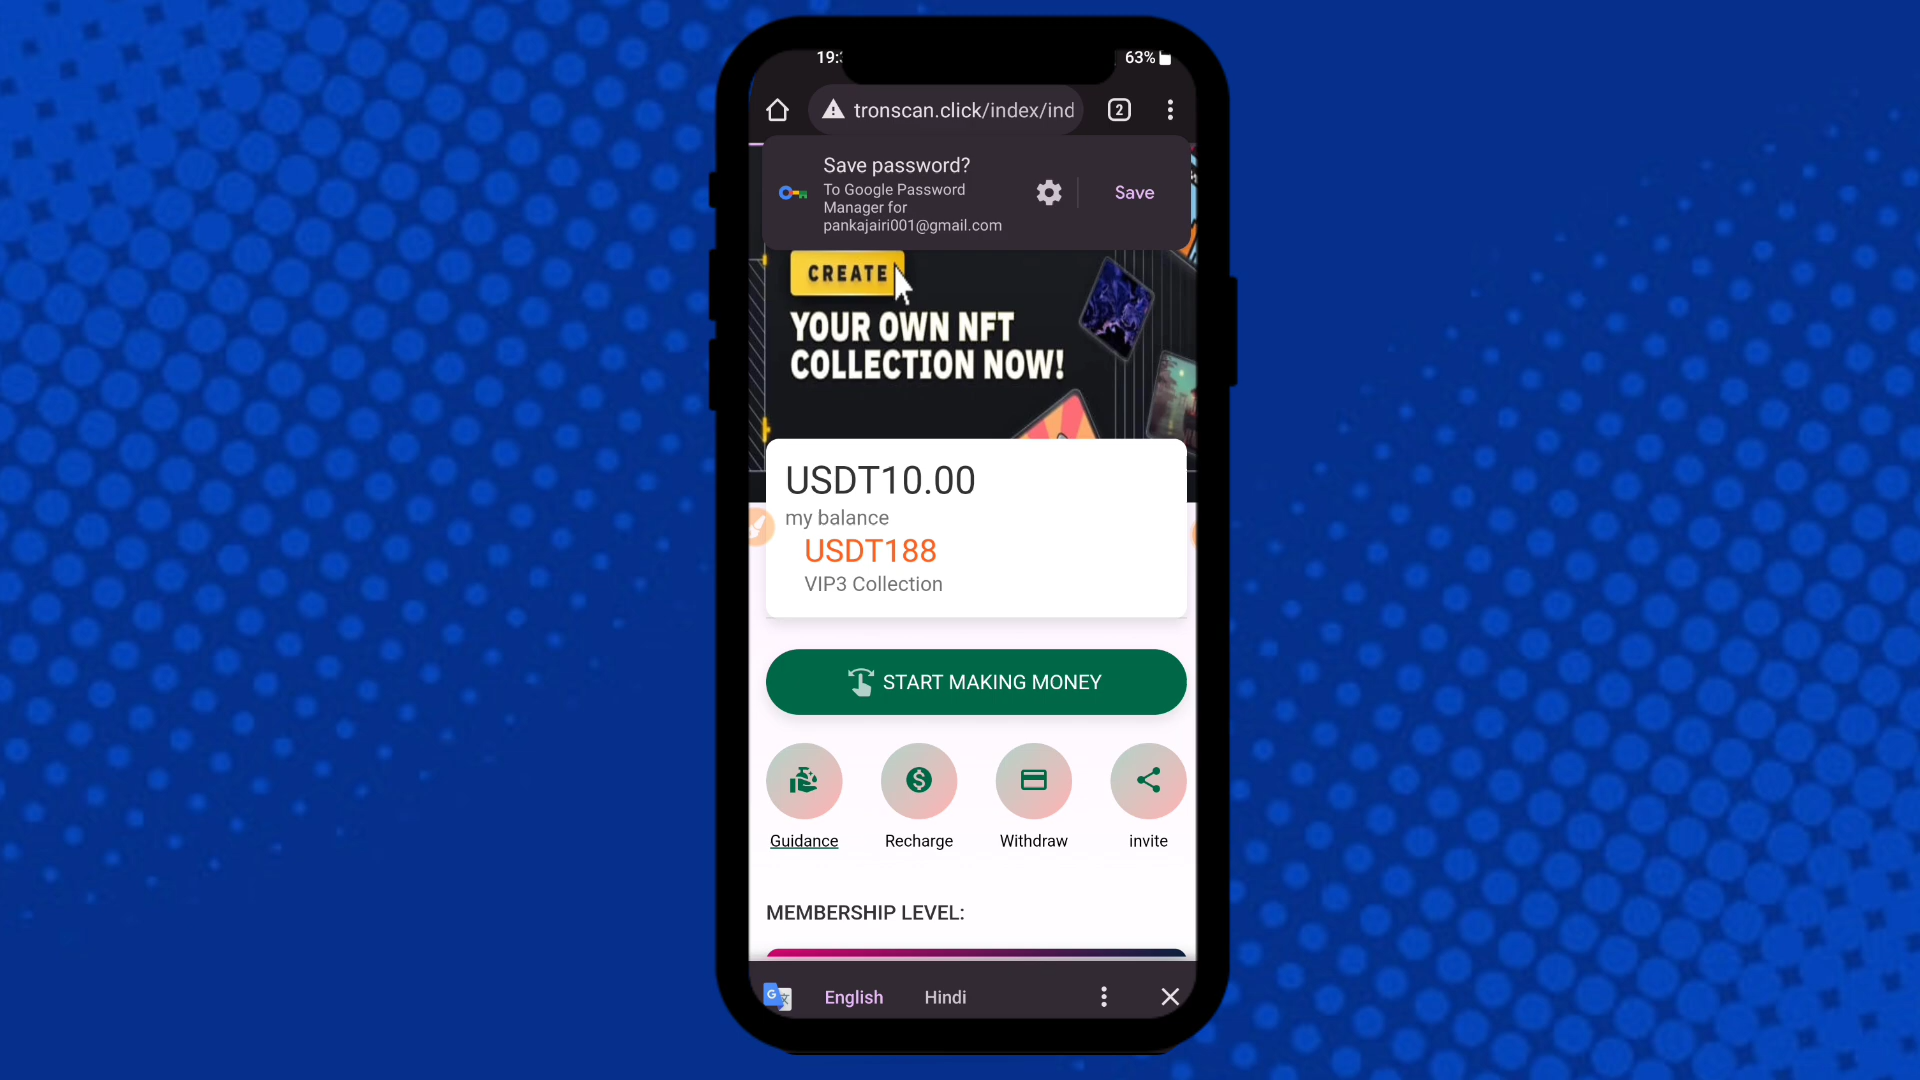 19:
63%
tronscan.click/index/ind
2
Save password?
To Google Password
Manager for
pankajairi001@gmail.com
Save
CREATE
YOUR OWN NFT
COLLECTION NOW!
USDT10.00
my balance
USDT188
VIP3 Collection
START MAKING MONEY
Guidance
Recharge
Withdraw
invite
MEMBERSHIP LEVEL:
English
Hindi